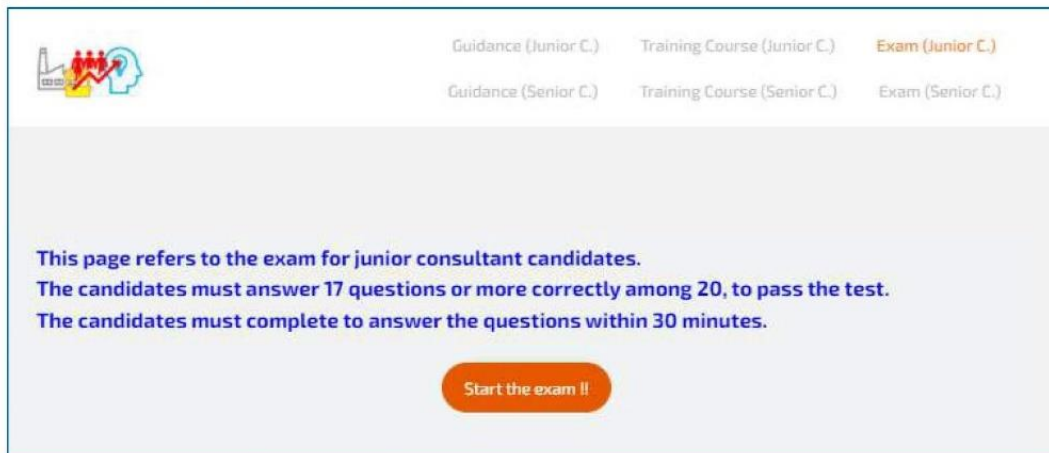 Guidance (Junior C.) Training Course (Junior C.) Exam (Junior C.)
Guidance (Senior C.) Training Course (Senior C.) Exam (Senior C.)
This page refers to the exam for junior consultant candidates.
The candidates must answer 17 questions or more correctly among 20, to pass the test.
The candidates must complete to answer the questions within 30 minutes.
Start the exam !!